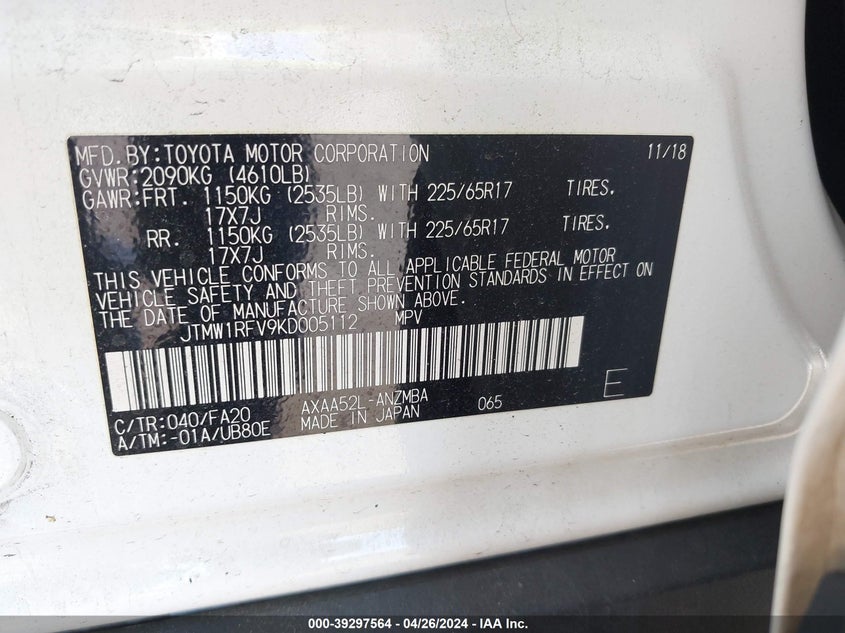 MFD.BY:TOYOTA MOTOR CORPORATION 11/18
GVWR:2090KG (4610LB)
GAWR:FRT. 1150KG (2535LB) WITH 225/65R17 TIRES.
17X7J RIMS.
RR. 1150KG (2535LB) WITH 225/65R17 TIRES.
17X7J RIMS.
THIS VEHICLE CONFORMS TO ALL APPLICABLE FEDERAL MOTOR
VEHICLE SAFETY AND THEFT PREVENTION STANDARDS IN EFFECT ON
THE DATE OF MANUFACTURE SHOWN ABOVE.
JTMW1RFV9KD005112 MPV
C/TR:040/FA20 AXAA52L-ANZMBA 065 E
A/TM:-01A/UB80E MADE IN JAPAN
000-39297564 - 04/26/2024 - IAA Inc.